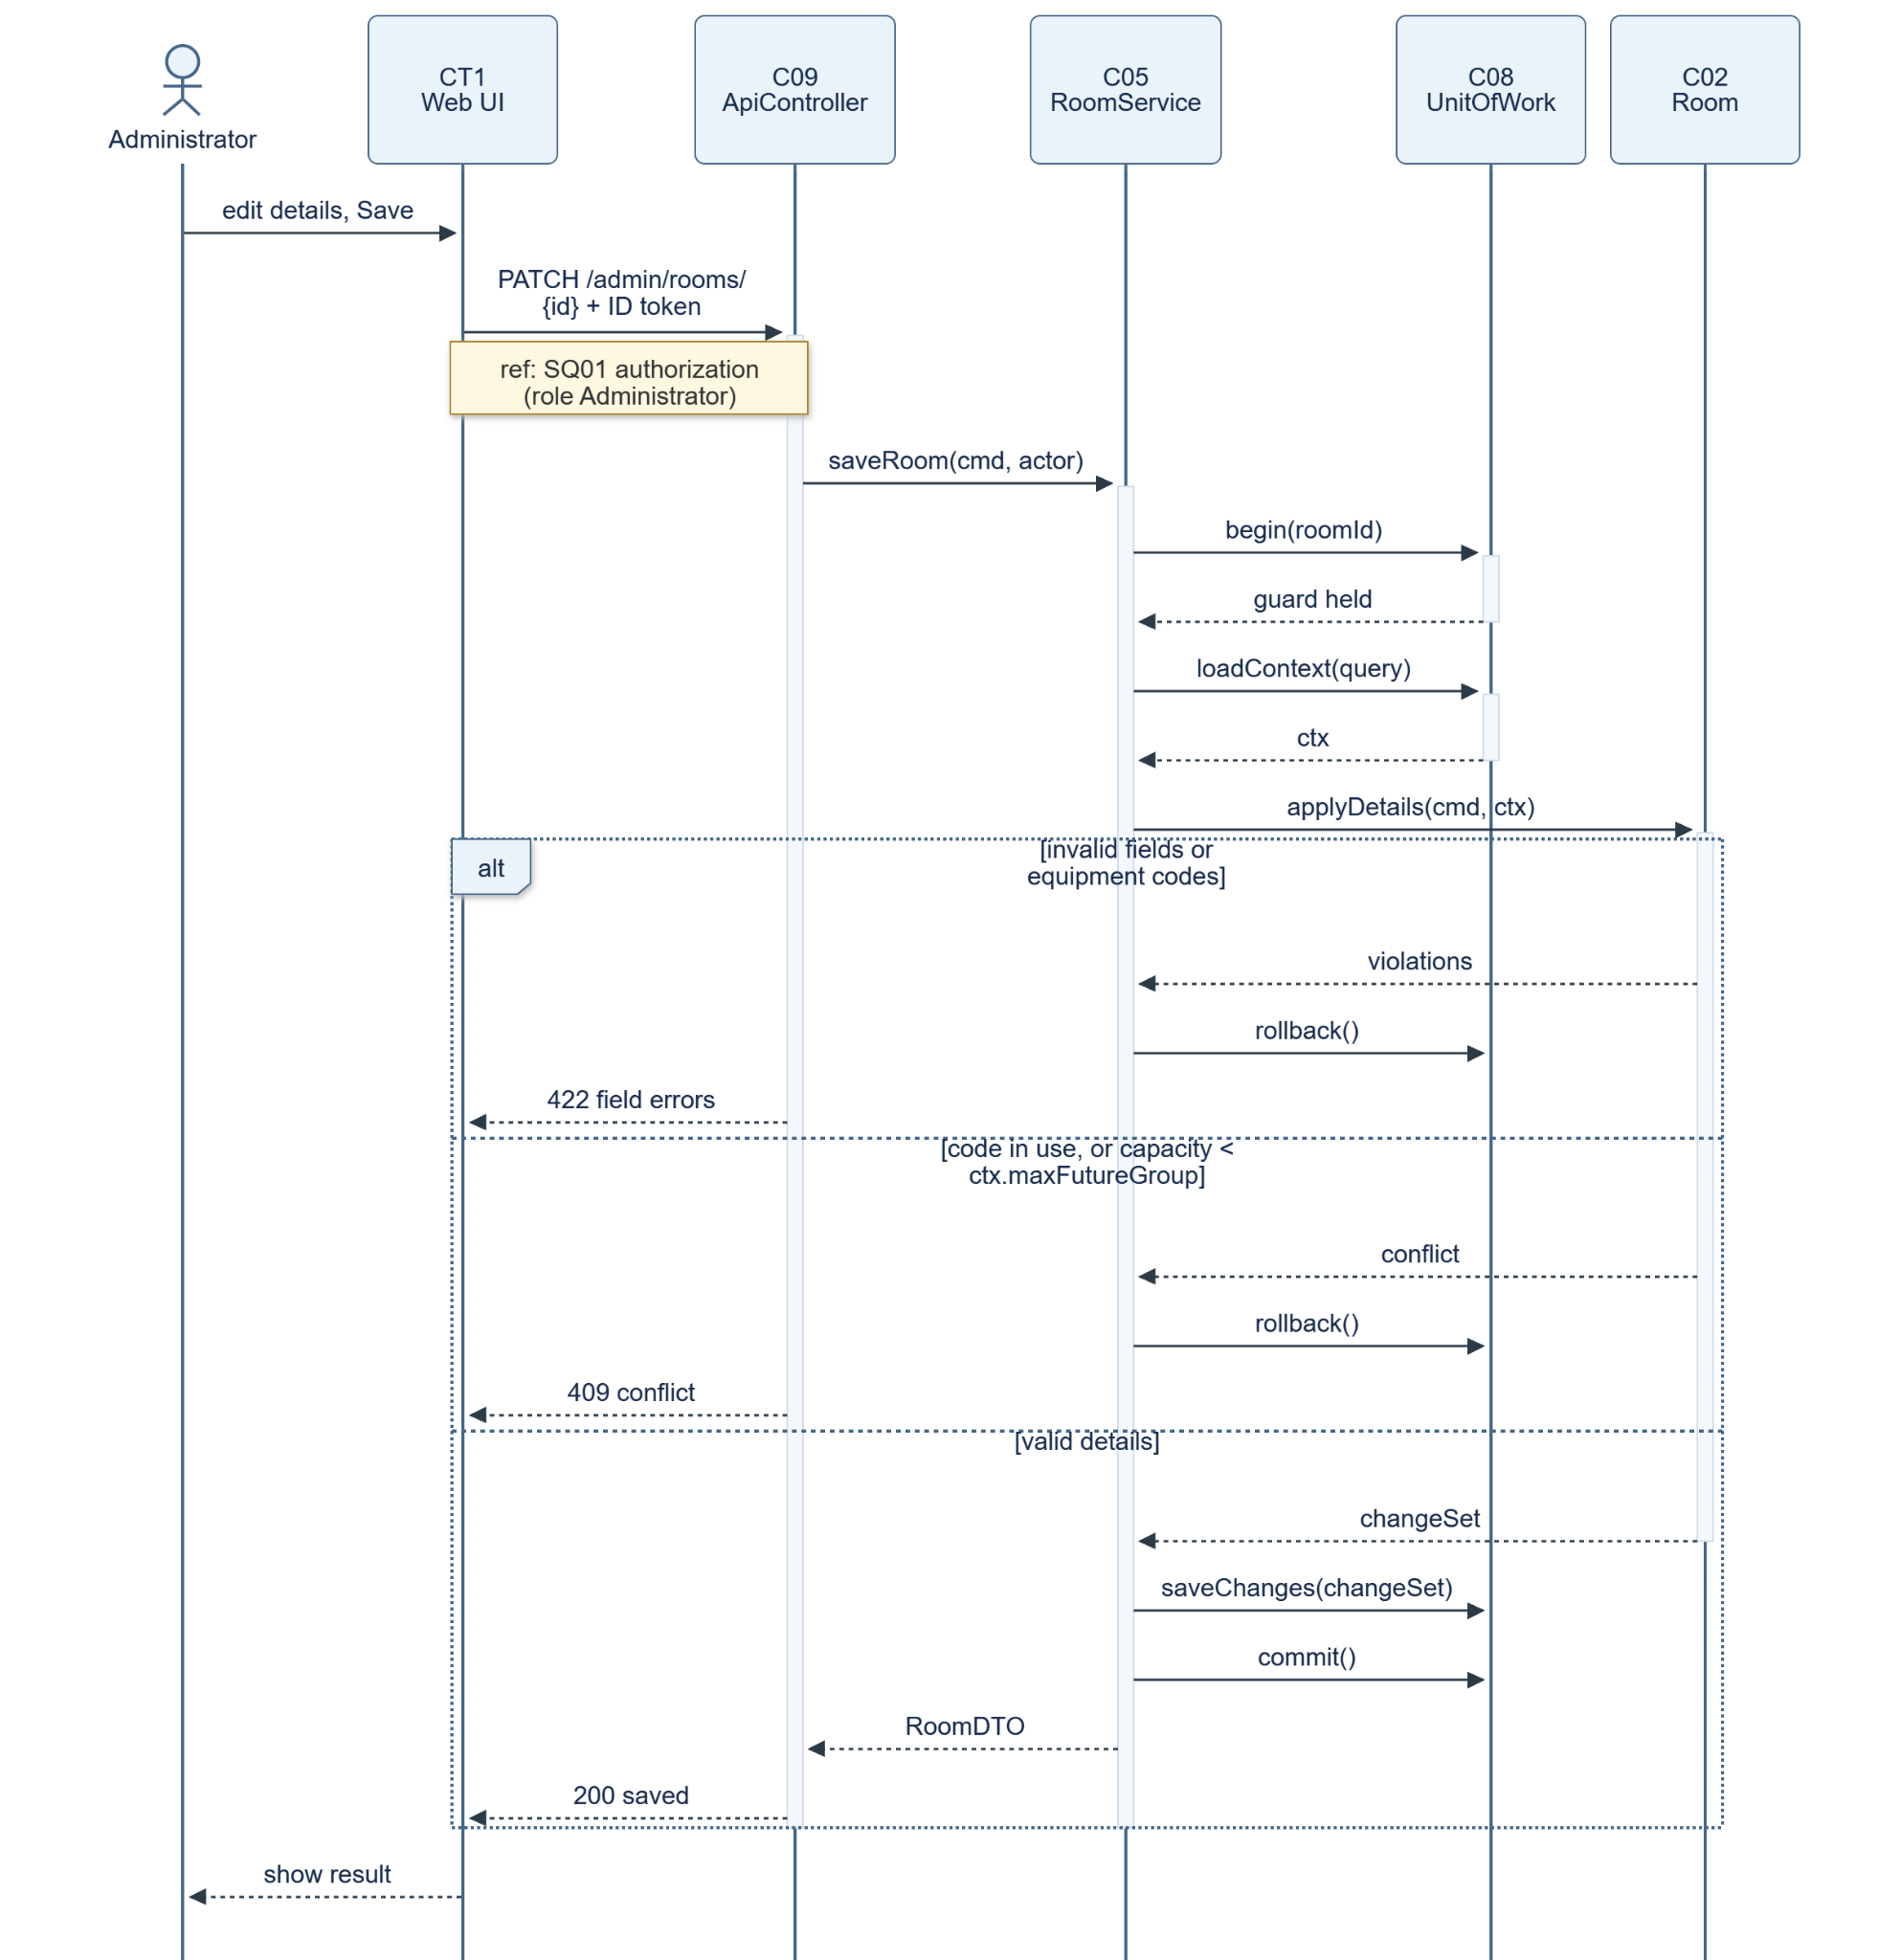 Administrator
CT1
Web UI
C09
ApiController
C05
RoomService
C08
UnitOfWork
C02
Room
edit details, Save
PATCH /admin/rooms/
{id} + ID token
ref: SQ01 authorization
(role Administrator)
saveRoom(cmd, actor)
begin(roomId)
guard held
loadContext(query)
ctx
applyDetails(cmd, ctx)
alt
[invalid fields or
equipment codes]
violations
rollback()
422 field errors
[code in use, or capacity <
ctx.maxFutureGroup]
conflict
rollback()
409 conflict
[valid details]
changeSet
saveChanges(changeSet)
commit()
RoomDTO
200 saved
show result